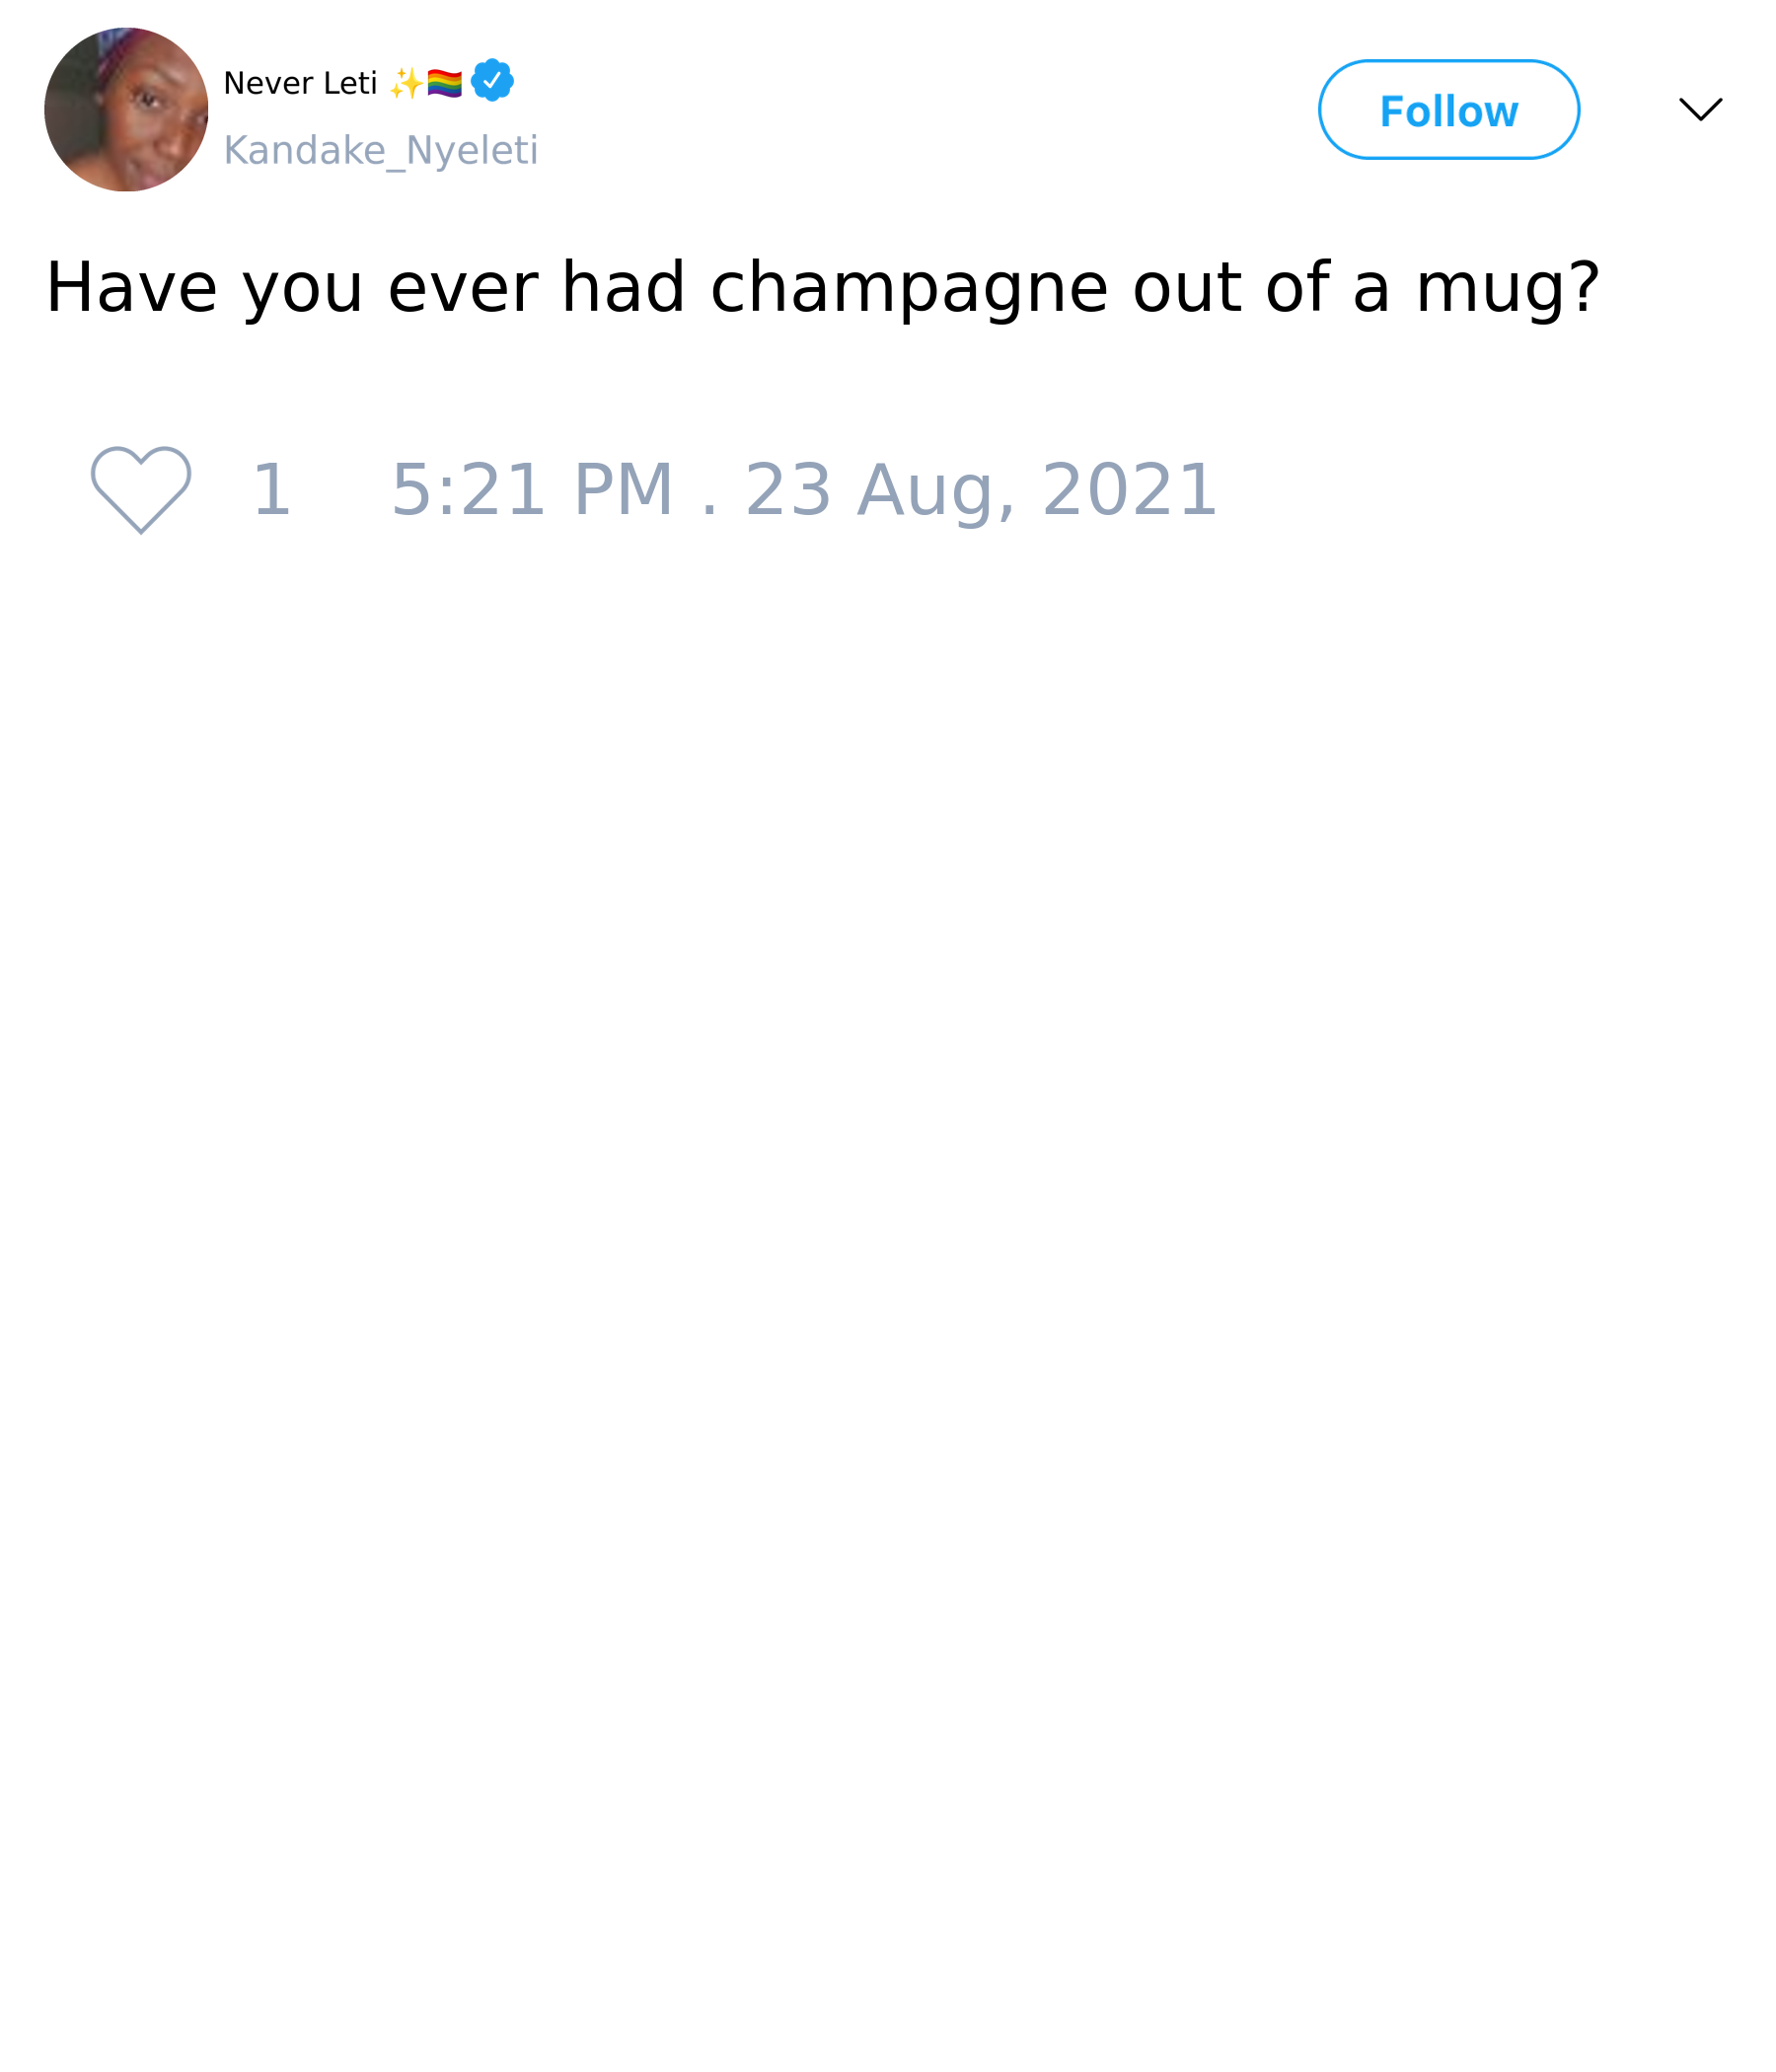 Never Leti ✨🏳️‍🌈
Kandake_Nyeleti
Follow
Have you ever had champagne out of a mug?
1 5:21 PM . 23 Aug, 2021